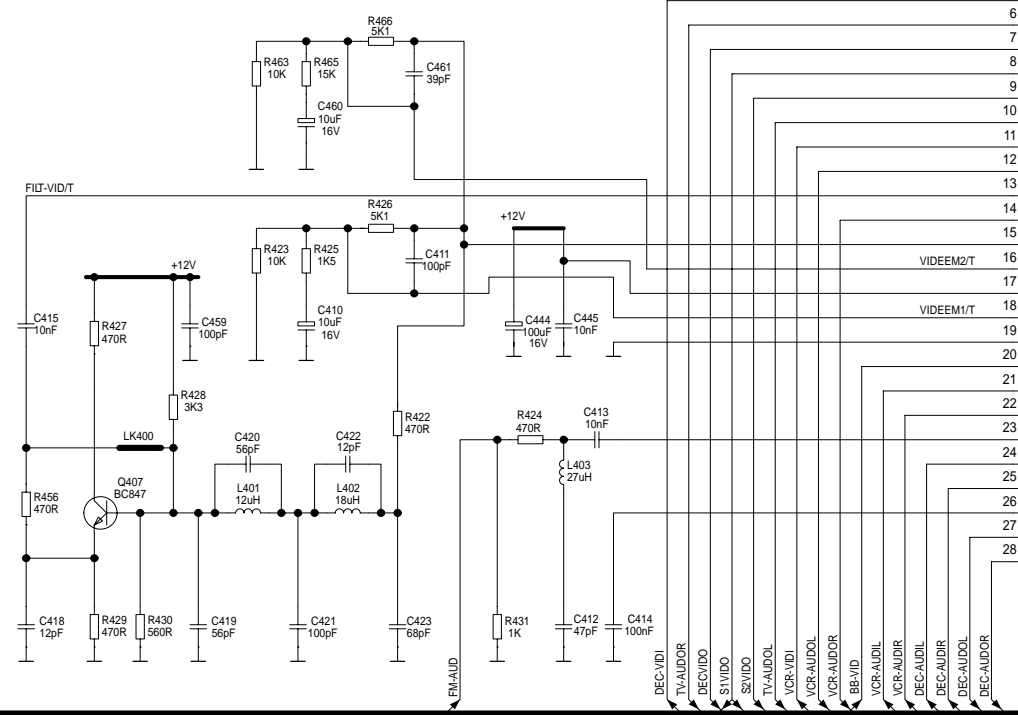 R466
5K1
R463
10K
R465
15K
C461
39pF
C460
10uF
16V
FILT-VID/T
R426
5K1
+12V
R423
10K
R425
1K5
C411
100pF
+12V
C415
10nF
R427
470R
C459
100pF
C410
10uF
16V
C444
100uF
16V
C445
10nF
R428
3K3
R422
470R
R424
470R
C413
10nF
LK400
C420
56pF
C422
12pF
L403
27uH
R456
470R
Q407
BC847
L401
12uH
L402
18uH
C418
12pF
R429
470R
R430
560R
C419
56pF
C421
100pF
C423
68pF
R431
1K
C412
47pF
C414
100nF
FM-AUD
6
7
8
9
10
11
12
13
14
15
VIDEEM2/T 16
17
VIDEEM1/T 18
19
20
21
22
23
24
25
26
27
28
DEC-VIDI
TV-AUDOR
DECVIDO
S1VIDO
S2VIDO
TV-AUDOL
VCR-VIDI
VCR-AUDOL
VCR-AUDOR
BB-VID
VCR-AUDIL
VCR-AUDIR
DEC-AUDIL
DEC-AUDIR
DEC-AUDOL
DEC-AUDOR